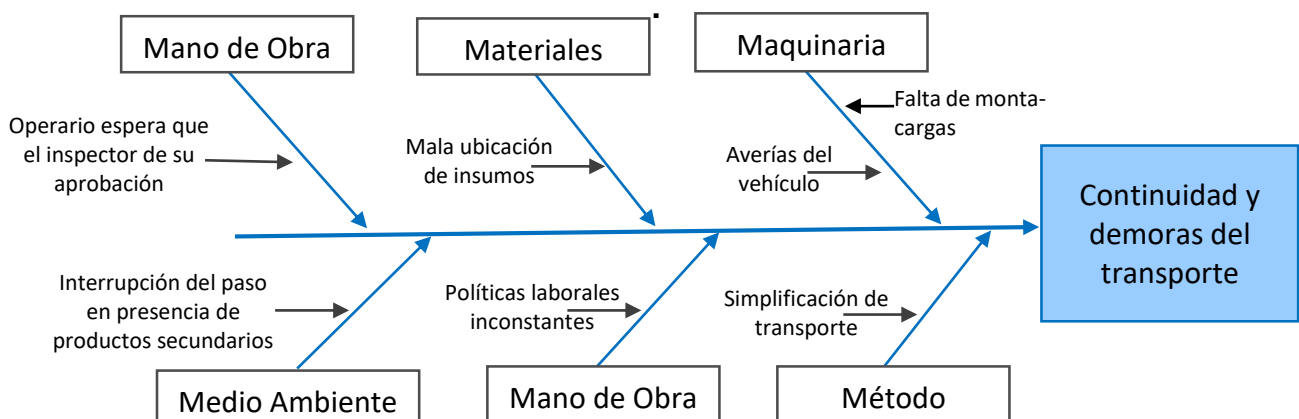 Mano de Obra
Materiales
.
Maquinaria
Falta de monta-
cargas
Operario espera que
el inspector de su
aprobación
Mala ubicación
de insumos
Averías del
vehículo
Continuidad y
demoras del
transporte
Interrupción del paso
en presencia de
productos secundarios
Políticas laborales
inconstantes
Simplificación de
transporte
Medio Ambiente
Mano de Obra
Método